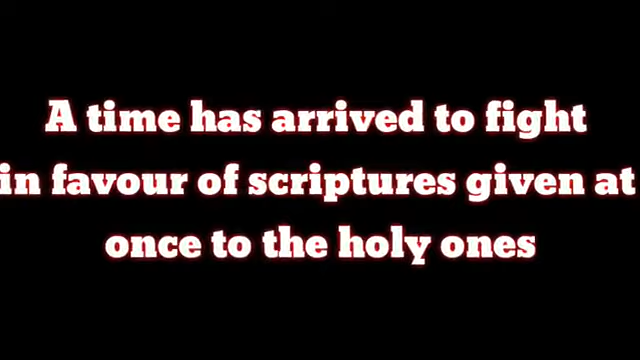 A time has arrived to fight
in favour of scriptures given at
once to the holy ones